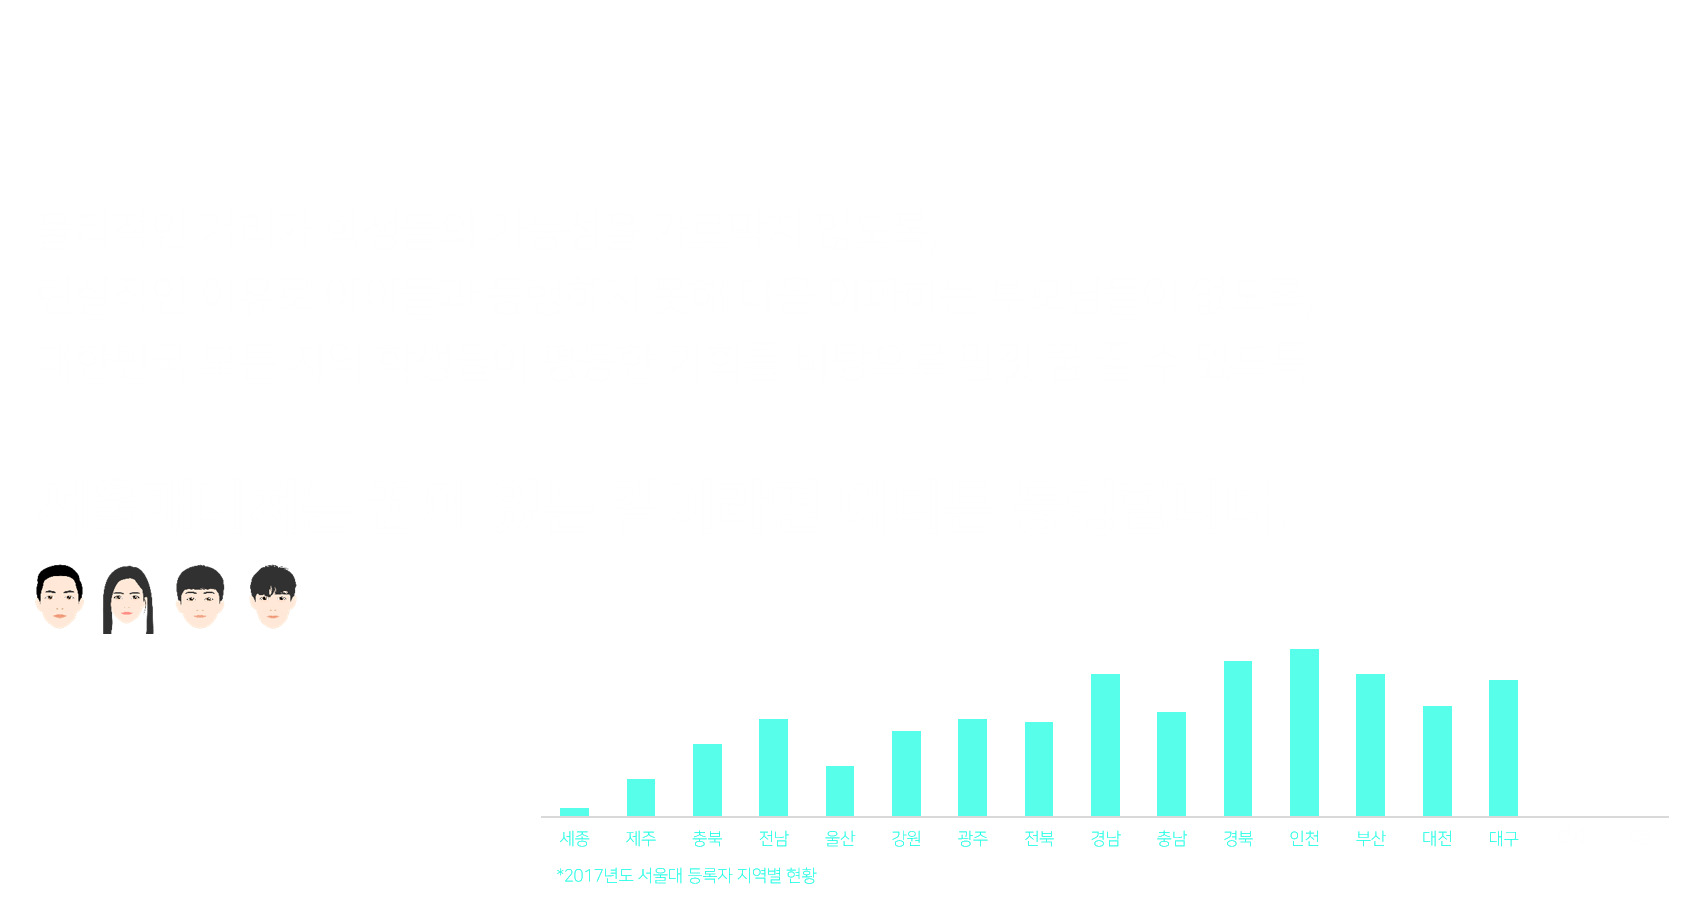 세종 제주 충북 전남 울산 강원 광주 전북 경남 충남 경북 인천 부산 대전 대구
*2017년도 서울대 등록자 지역별 현황